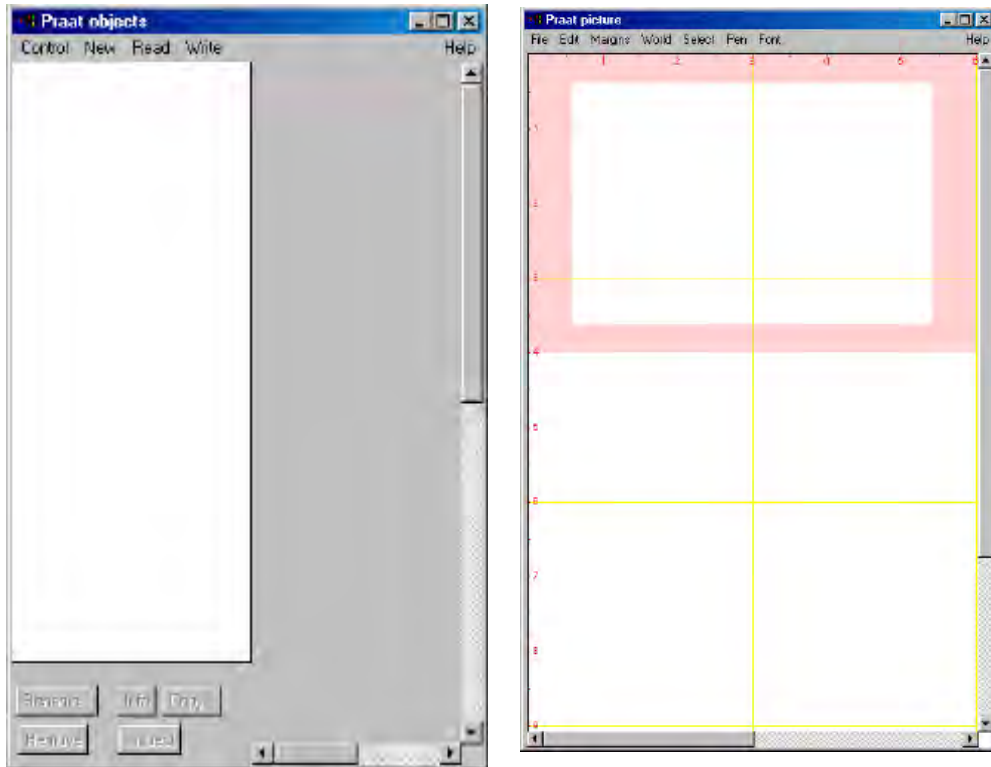 Praat objects
Control New Read Write Help
Info Copy...
Remove Inspect
Praat picture
File Edit Margins World Select Pen Font Help
1 2 3 4 5 6
1
2
3
4
5
6
7
8
9